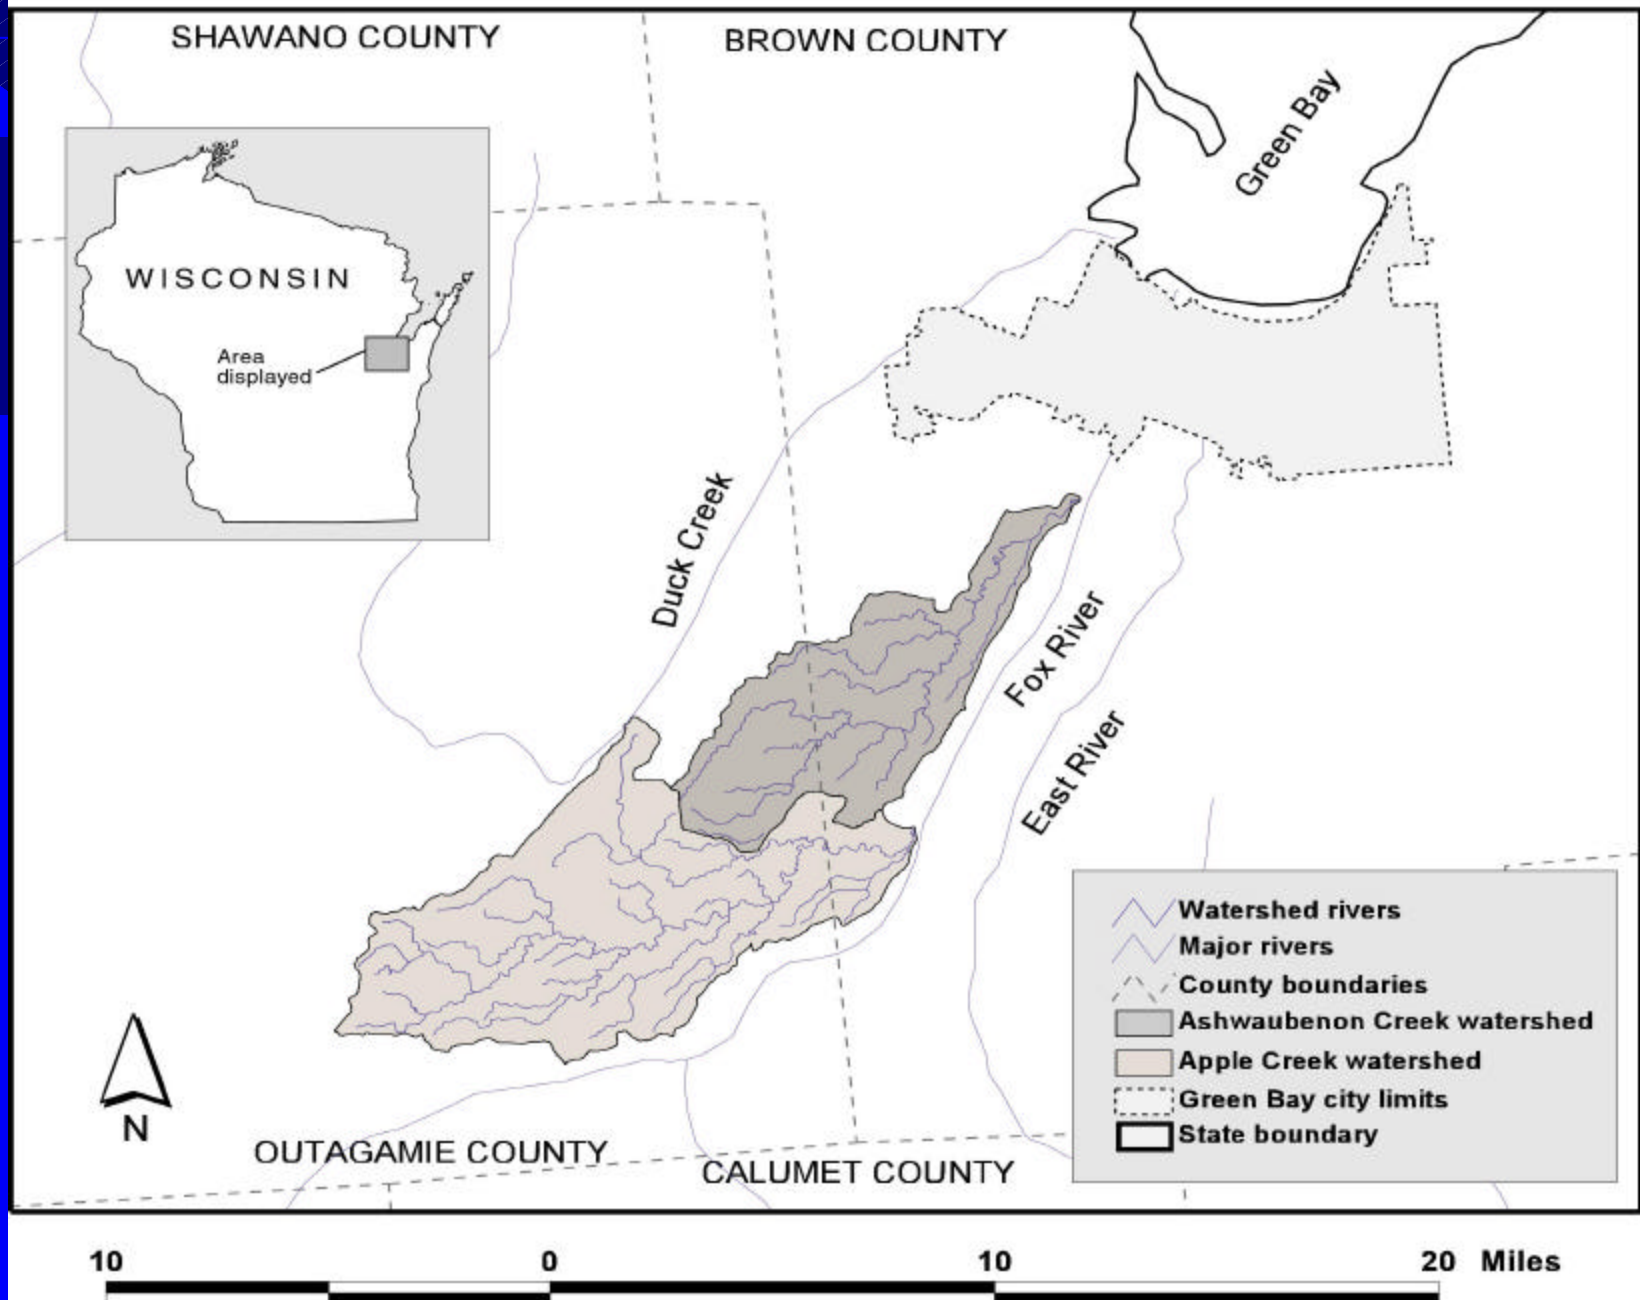 SHAWANO COUNTY
BROWN COUNTY
Green Bay
WISCONSIN
Area
displayed
Duck Creek
Fox River
East River
Watershed rivers
Major rivers
County boundaries
Ashwaubenon Creek watershed
Apple Creek watershed
Green Bay city limits
State boundary
N
OUTAGAMIE COUNTY
CALUMET COUNTY
10 0 10 20 Miles